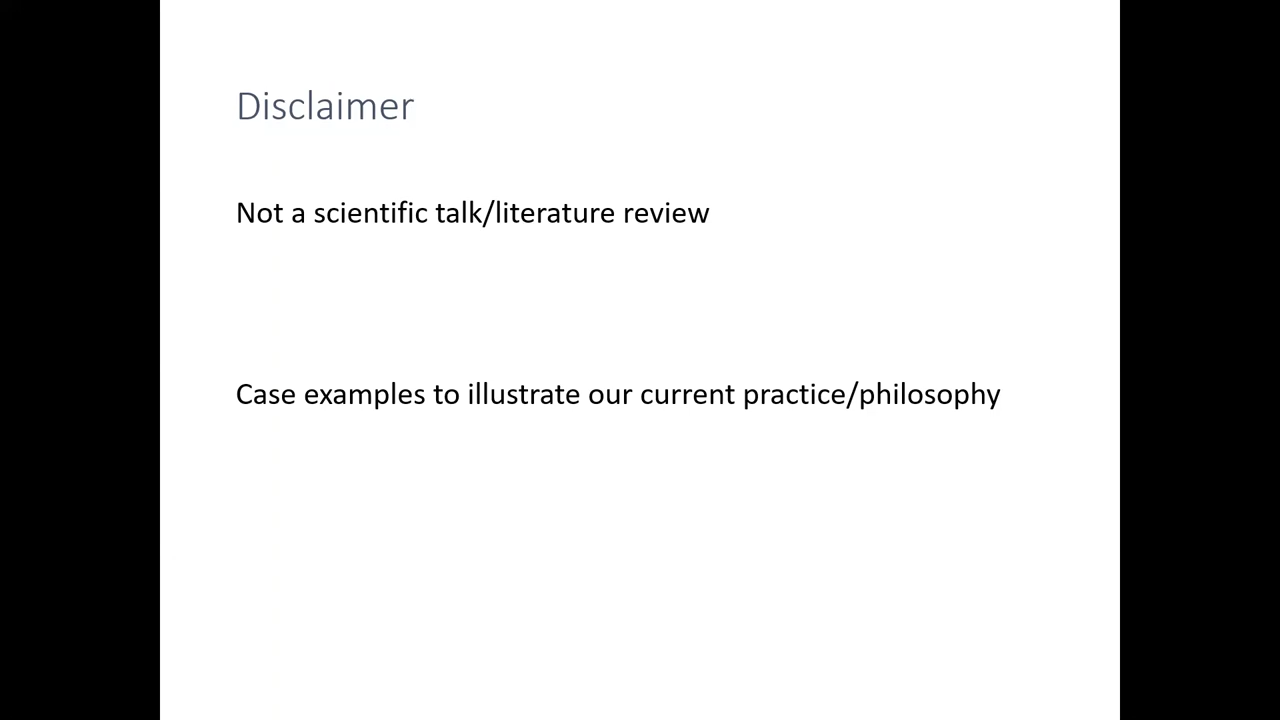 Disclaimer
Not a scientific talk/literature review
Case examples to illustrate our current practice/philosophy